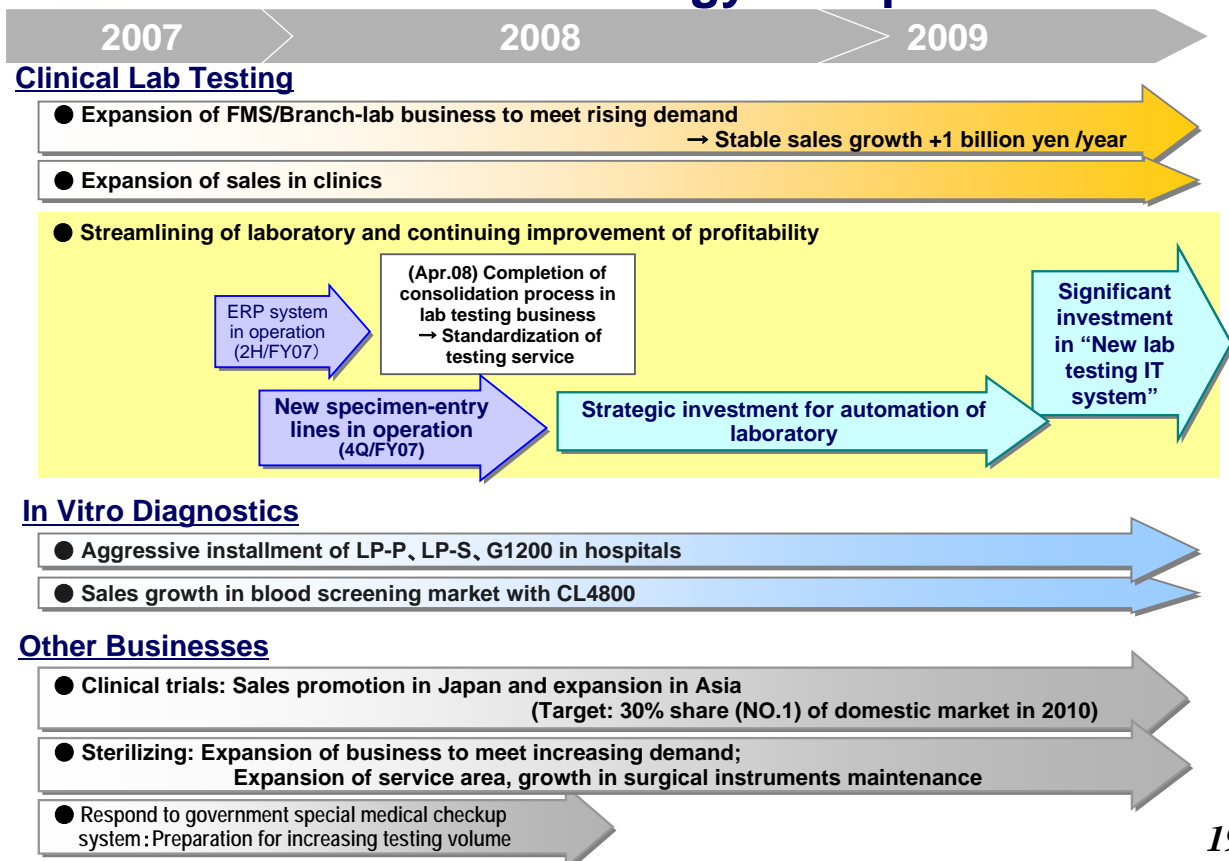 2007
2008
2009
Clinical Lab Testing
● Expansion of FMS/Branch-lab business to meet rising demand
→ Stable sales growth +1 billion yen /year
● Expansion of sales in clinics
● Streamlining of laboratory and continuing improvement of profitability
ERP system
in operation
(2H/FY07)
(Apr.08) Completion of
consolidation process in
lab testing business
→ Standardization of
testing service
New specimen-entry
lines in operation
(4Q/FY07)
Strategic investment for automation of
laboratory
Significant
investment
in “New lab
testing IT
system”
In Vitro Diagnostics
● Aggressive installment of LP-P、LP-S、G1200 in hospitals
● Sales growth in blood screening market with CL4800
Other Businesses
● Clinical trials: Sales promotion in Japan and expansion in Asia
(Target: 30% share (NO.1) of domestic market in 2010)
● Sterilizing: Expansion of business to meet increasing demand;
Expansion of service area, growth in surgical instruments maintenance
● Respond to government special medical checkup
system：Preparation for increasing testing volume